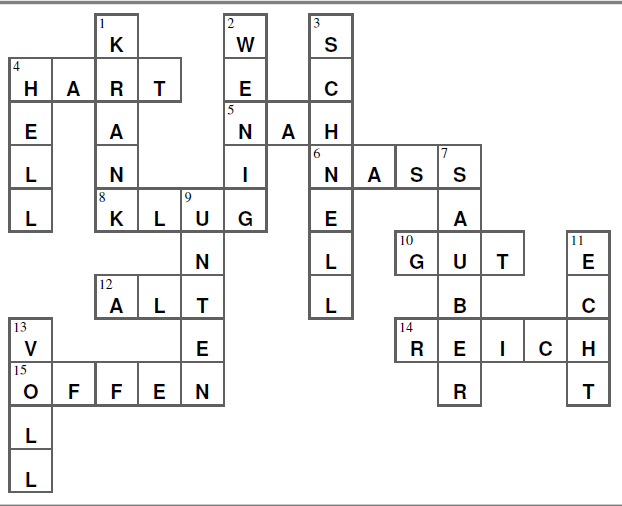 1 2 3
K W S
4
H A R T E C
5
E A N A H
6 7
L N I N A S S
8 9
L K L U G E A
10 11
N L G U T E
12
A L T L B C
13 14
V E R E I C H
15
O F F E N R T
L
L